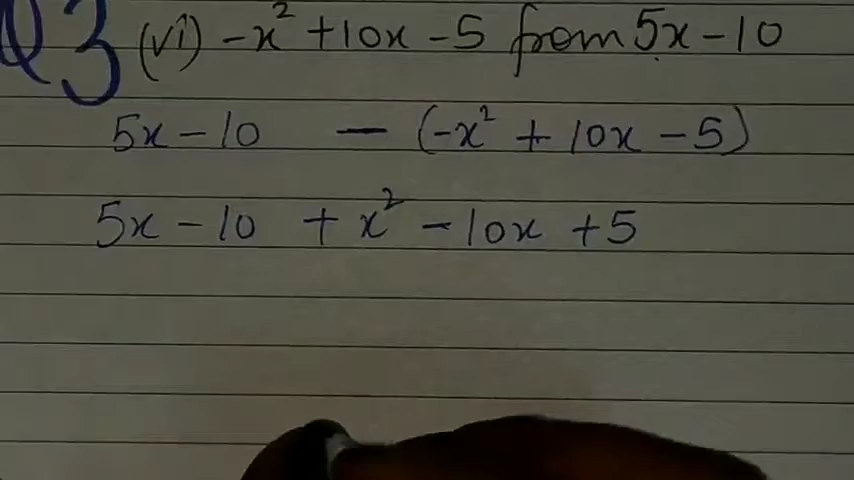 Q3 (vi) -x² +10x -5 from 5x-10
5x-10 - (-x² + 10x -5)
5x - 10 + x² - 10x +5